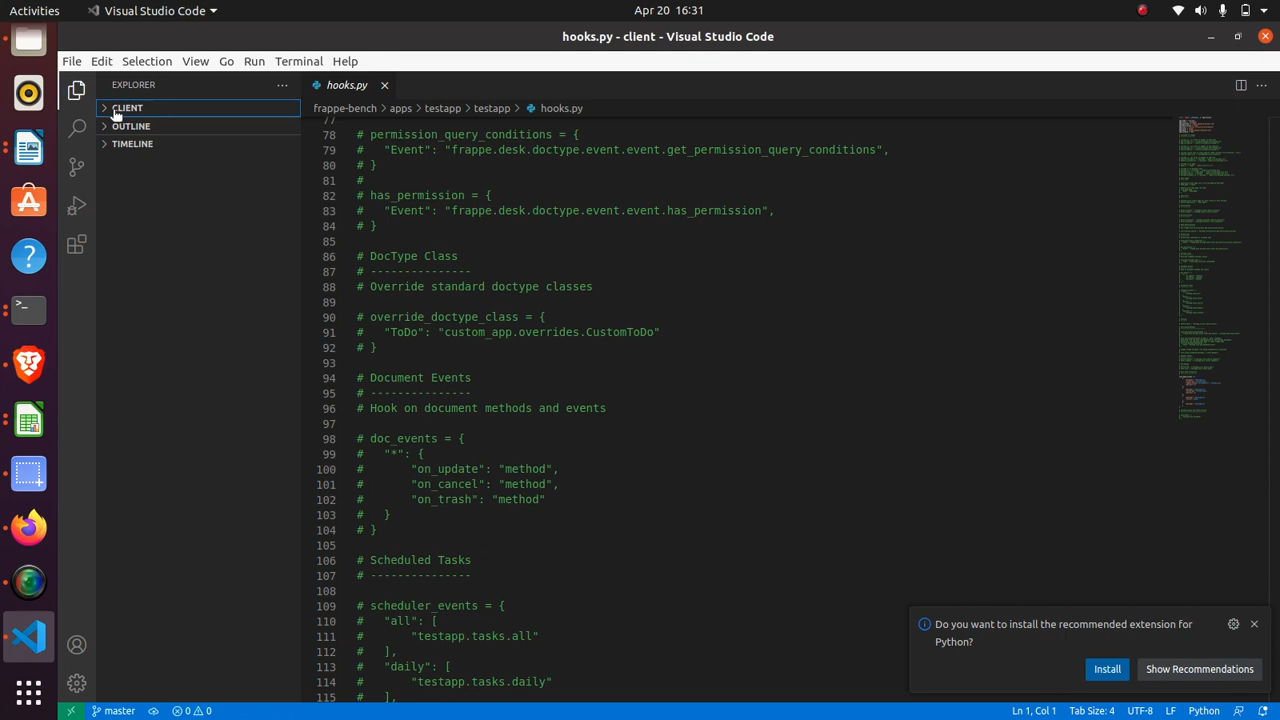 Activities
Visual Studio Code
Apr 20 16:31
hooks.py - client - Visual Studio Code
File Edit Selection View Go Run Terminal Help
EXPLORER
CLIENT
OUTLINE
TIMELINE
hooks.py
frappe-bench > apps > testapp > testapp > hooks.py
77
78 # permission_query_conditions = {
79 # "Event": "frappe.desk.doctype.event.event.get_permission_query_conditions",
80 # }
81 #
82 # has_permission = {
83 # "Event": "frappe.desk.doctype.event.event.has_permission",
84 # }
85
86 # DocType Class
87 # ---------------
88 # Override standard doctype classes
89
90 # override_doctype_class = {
91 # "ToDo": "custom_app.overrides.CustomToDo"
92 # }
93
94 # Document Events
95 # ---------------
96 # Hook on document methods and events
97
98 # doc_events = {
99 # "*": {
100 # "on_update": "method",
101 # "on_cancel": "method",
102 # "on_trash": "method"
103 # }
104 # }
105
106 # Scheduled Tasks
107 # ---------------
108
109 # scheduler_events = {
110 # "all": [
111 # "testapp.tasks.all"
112 # ],
113 # "daily": [
114 # "testapp.tasks.daily"
115 # ],
Do you want to install the recommended extension for
Python?
Install
Show Recommendations
master
0 0
Ln 1, Col 1
Tab Size: 4
UTF-8
LF
Python